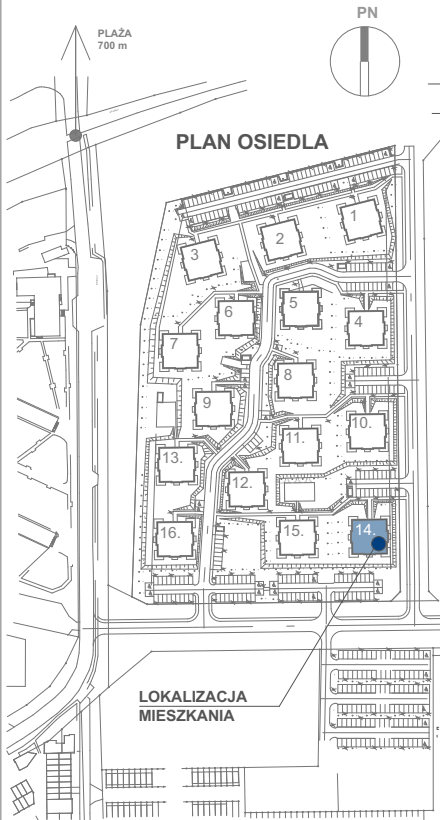 PN
PLAŻA
700 m
PLAN OSIEDLA
1
2
3
5
6
4
7
8
9
10.
11.
13.
12.
14.
15.
16.
LOKALIZACJA
MIESZKANIA